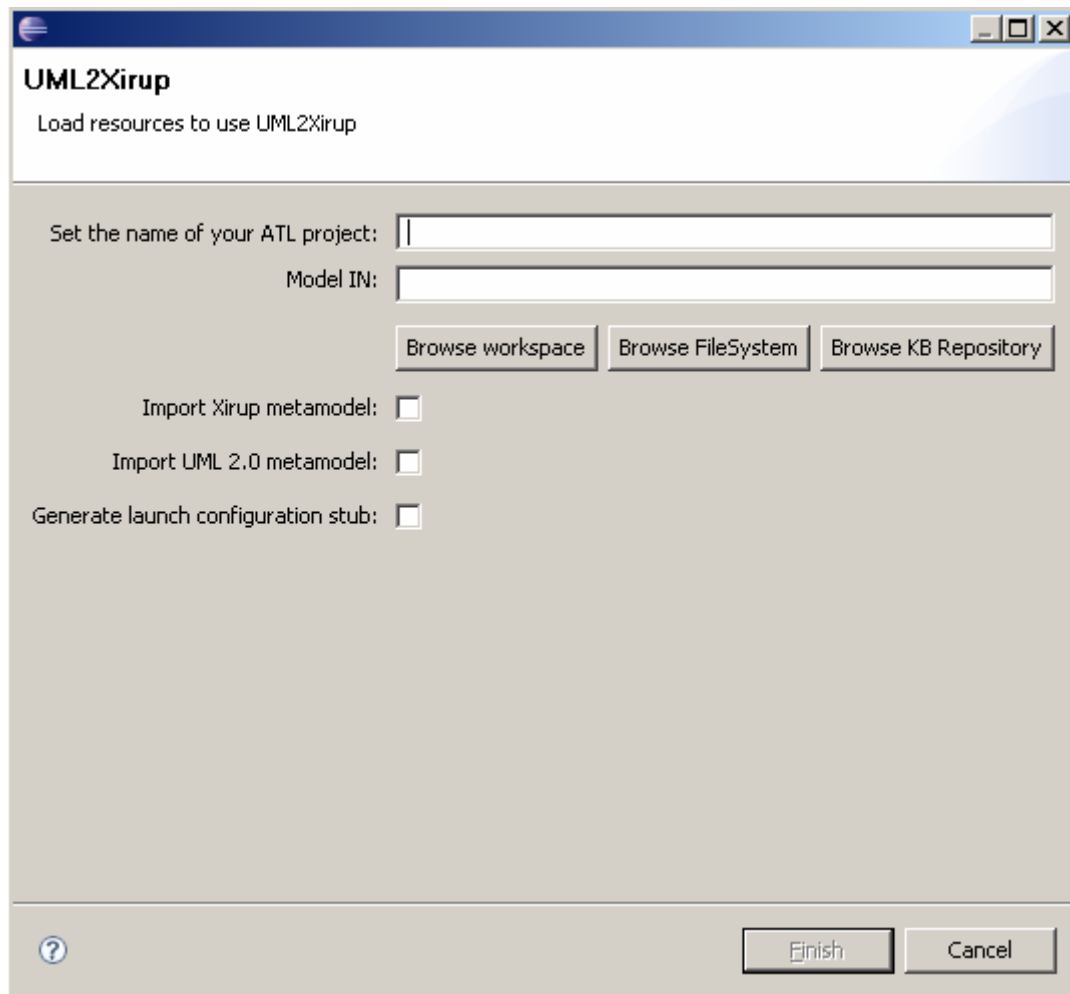 UML2Xirup
Load resources to use UML2Xirup
Set the name of your ATL project:
Model IN:
Browse workspace Browse FileSystem Browse KB Repository
Import Xirup metamodel:
Import UML 2.0 metamodel:
Generate launch configuration stub:
? Finish Cancel